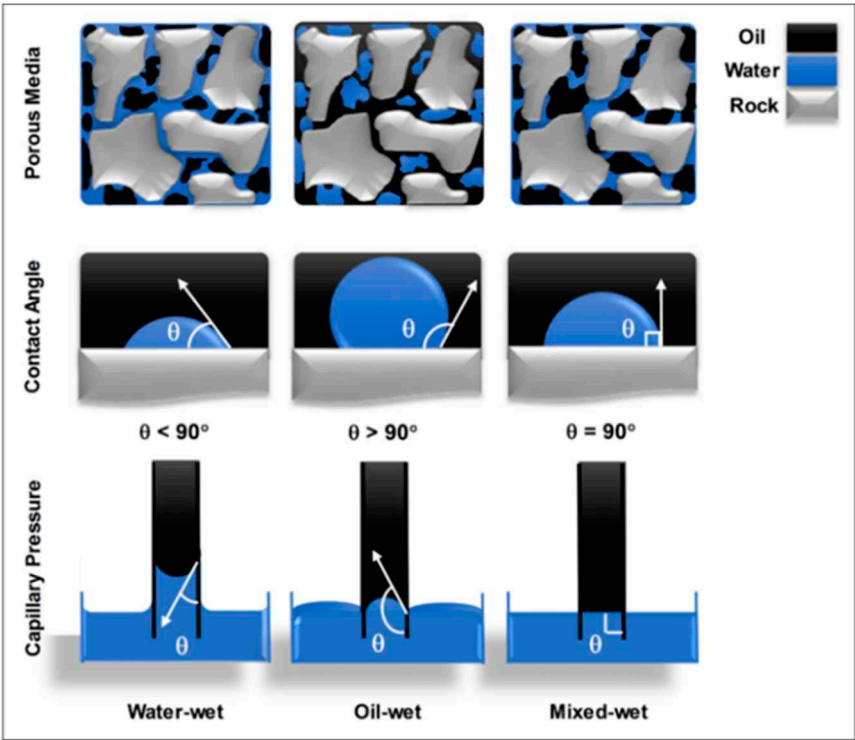 Oil
Water
Rock
Porous Media
θ
θ
θ
Contact Angle
θ < 90° θ > 90° θ = 90°
θ
θ
θ
Capillary Pressure
Water-wet Oil-wet Mixed-wet